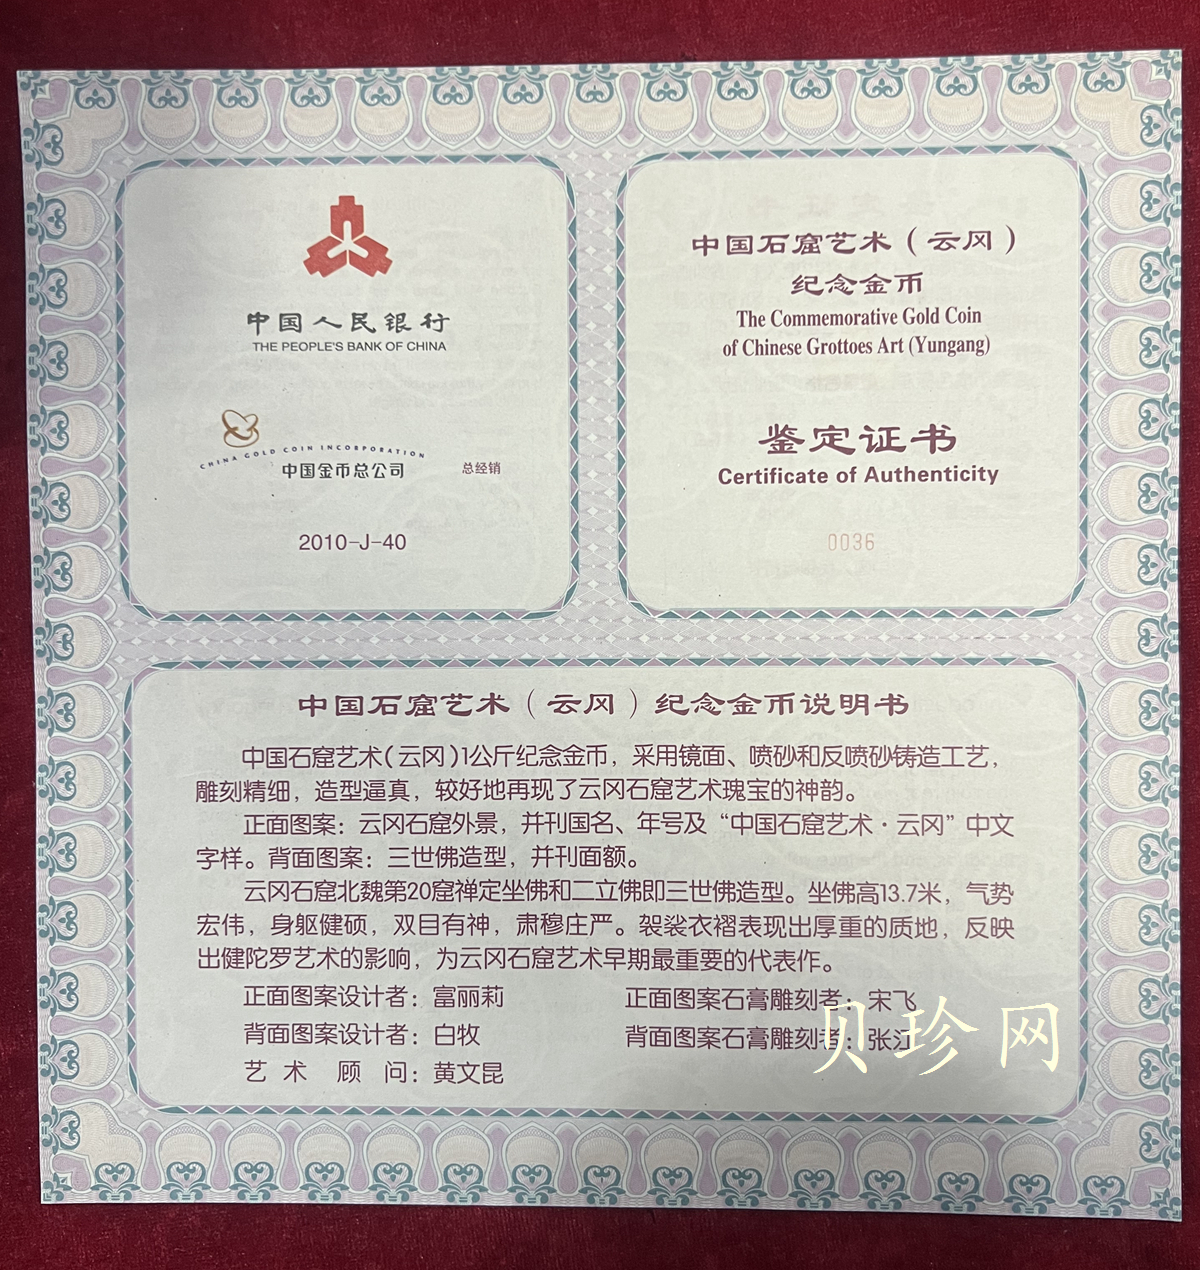 中国人民银行
THE PEOPLE'S BANK OF CHINA
CHINA GOLD COIN INCORPORATION
中国金币总公司
总经销
2010-J-40
中国石窟艺术（云冈）
纪念金币
The Commemorative Gold Coin
of Chinese Grottoes Art (Yungang)
鉴定证书
Certificate of Authenticity
0036
中国石窟艺术（云冈）纪念金币说明书
中国石窟艺术(云冈)1公斤纪念金币，采用镜面、喷砂和反喷砂铸造工艺，
雕刻精细，造型逼真，较好地再现了云冈石窟艺术瑰宝的神韵。
正面图案：云冈石窟外景，并刊国名、年号及“中国石窟艺术·云冈”中文
字样。背面图案：三世佛造型，并刊面额。
云冈石窟北魏第20窟禅定坐佛和二立佛即三世佛造型。坐佛高13.7米，气势
宏伟，身躯健硕，双目有神，肃穆庄严。袈裟衣褶表现出厚重的质地，反映
出健陀罗艺术的影响，为云冈石窟艺术早期最重要的代表作。
正面图案设计者：富丽莉
正面图案石膏雕刻者：宋飞
背面图案设计者：白牧
背面图案石膏雕刻者：张江
艺术 顾问：黄文昆
贝珍网